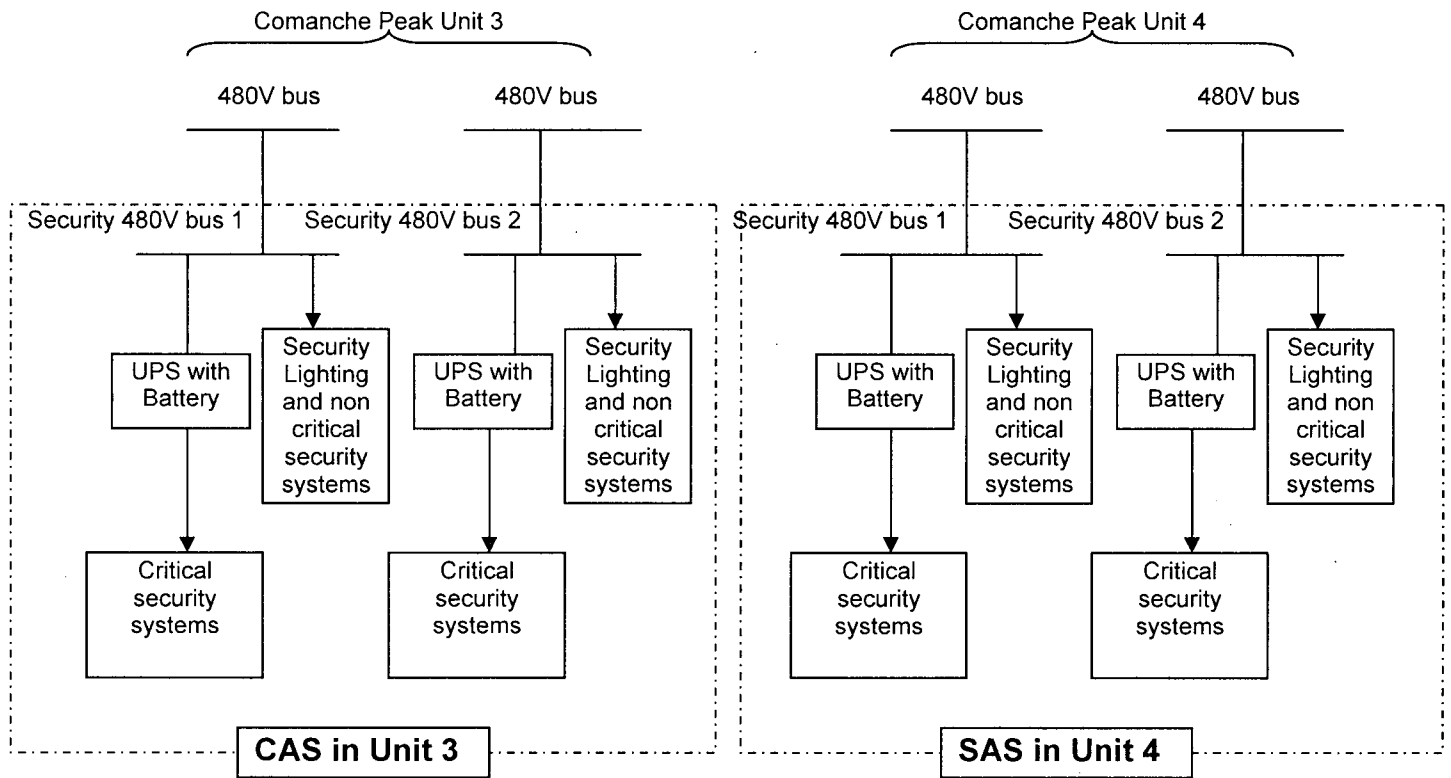 Comanche Peak Unit 3
480V bus
480V bus
Security 480V bus 1
Security 480V bus 2
UPS with
Battery
Security
Lighting
and non
critical
security
systems
UPS with
Battery
Security
Lighting
and non
critical
security
systems
Critical
security
systems
Critical
security
systems
CAS in Unit 3
Comanche Peak Unit 4
480V bus
480V bus
Security 480V bus 1
Security 480V bus 2
UPS with
Battery
Security
Lighting
and non
critical
security
systems
UPS with
Battery
Security
Lighting
and non
critical
security
systems
Critical
security
systems
Critical
security
systems
SAS in Unit 4